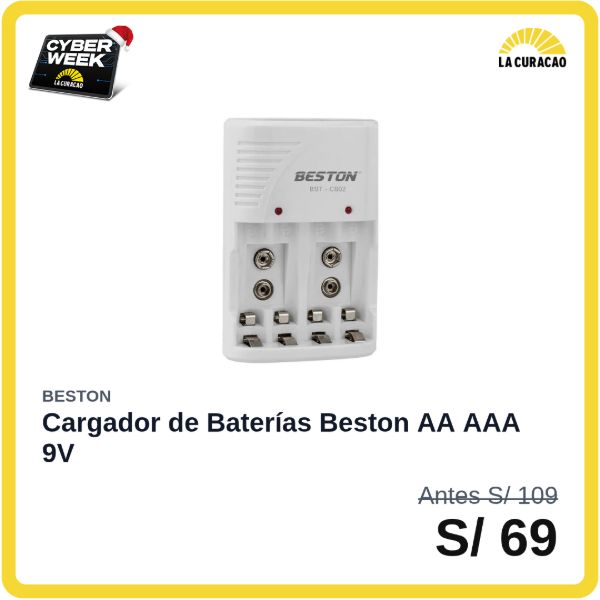 CYBER
WEEK
LA CURACAO
LA CURACAO
BESTON
BST - C802
BESTON
Cargador de Baterías Beston AA AAA
9V
Antes S/ 109
S/ 69